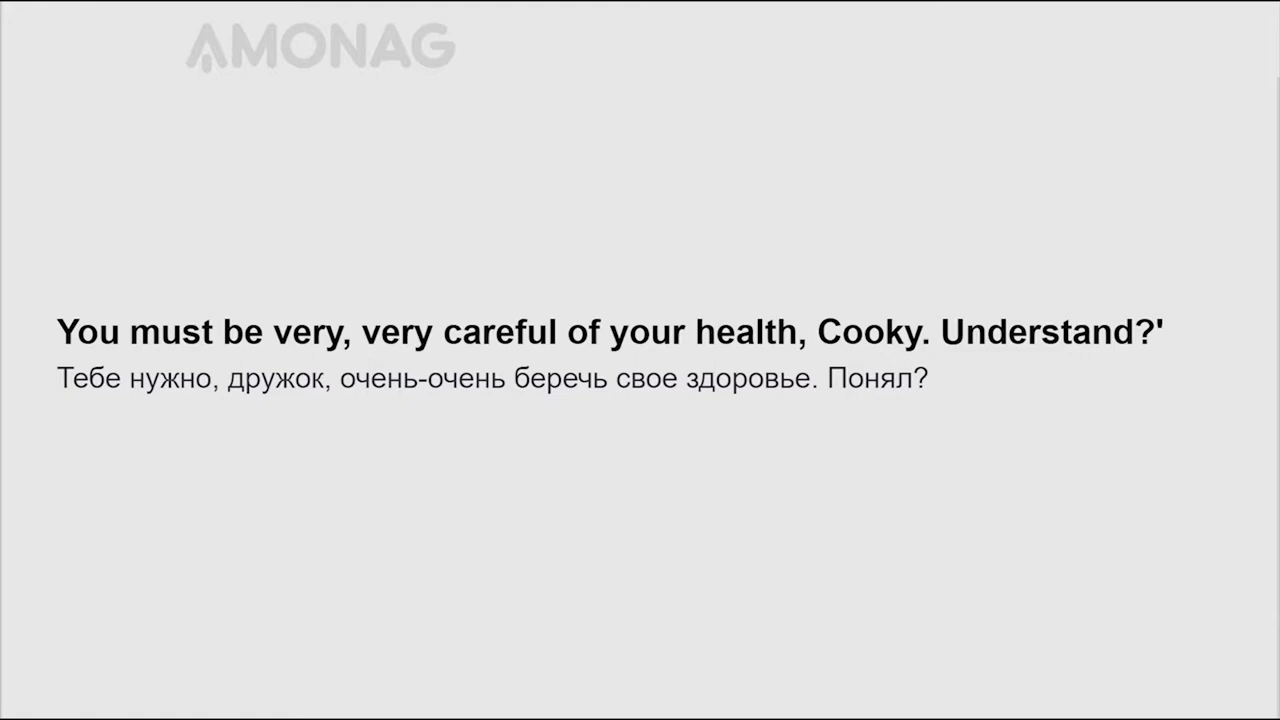 AMONAG
You must be very, very careful of your health, Cooky. Understand?'
Тебе нужно, дружок, очень-очень беречь свое здоровье. Понял?